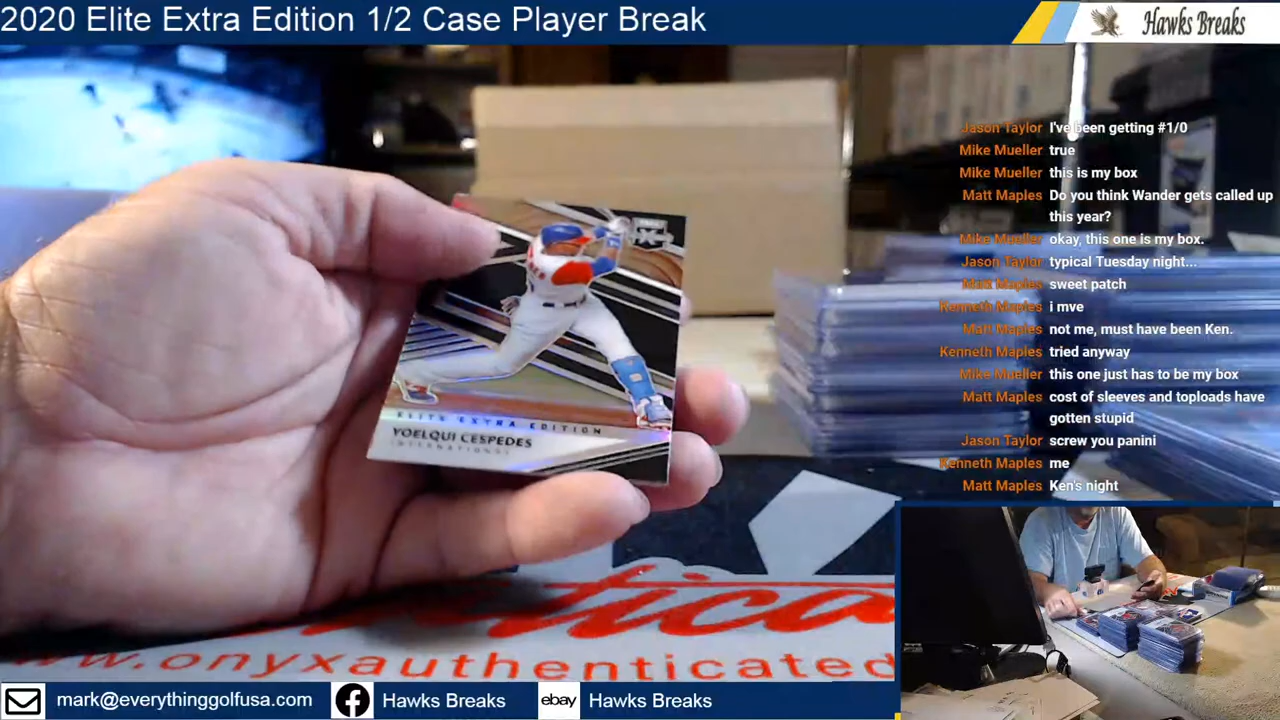 2020 Elite Extra Edition 1/2 Case Player Break
Hawks Breaks
Jason Taylor I've been getting #1/0
Mike Mueller true
Mike Mueller this is my box
Matt Maples Do you think Wander gets called up
this year?
Mike Mueller okay, this one is my box.
Jason Taylor typical Tuesday night...
Matt Maples sweet patch
Kenneth Maples i mve
Matt Maples not me, must have been Ken.
Kenneth Maples tried anyway
Mike Mueller this one just has to be my box
Matt Maples cost of sleeves and toploads have
gotten stupid
Jason Taylor screw you panini
Kenneth Maples me
Matt Maples Ken's night
ELITE EXTRA EDITION
YOELQUI CESPEDES
INTERNATIONALS
www.onyxauthenticated
mark@everythinggolfusa.com
Hawks Breaks
ebay
Hawks Breaks